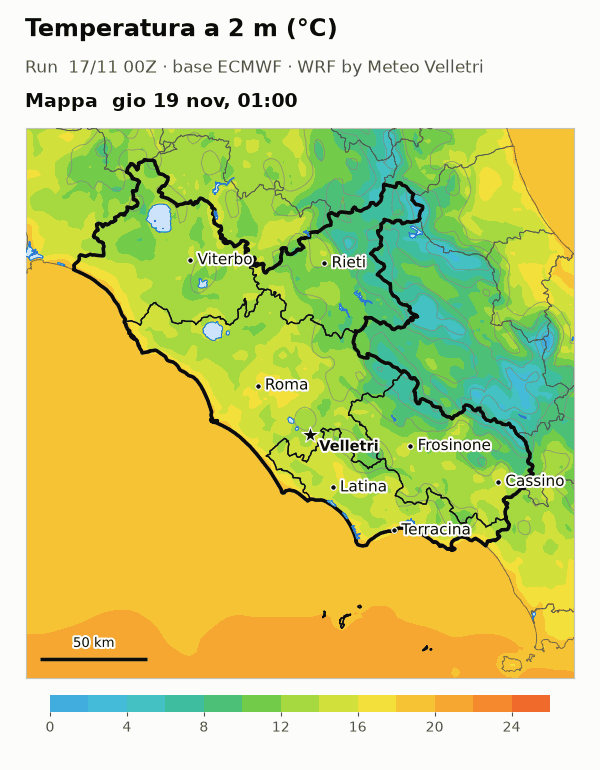 Temperatura a 2 m (°C)
Run  17/11 00Z · base ECMWF · WRF by Meteo Velletri
Mappa  gio 19 nov, 01:00
Viterbo
Rieti
Roma
Velletri
Frosinone
Cassino
Latina
Terracina
50 km
0 4 8 12 16 20 24